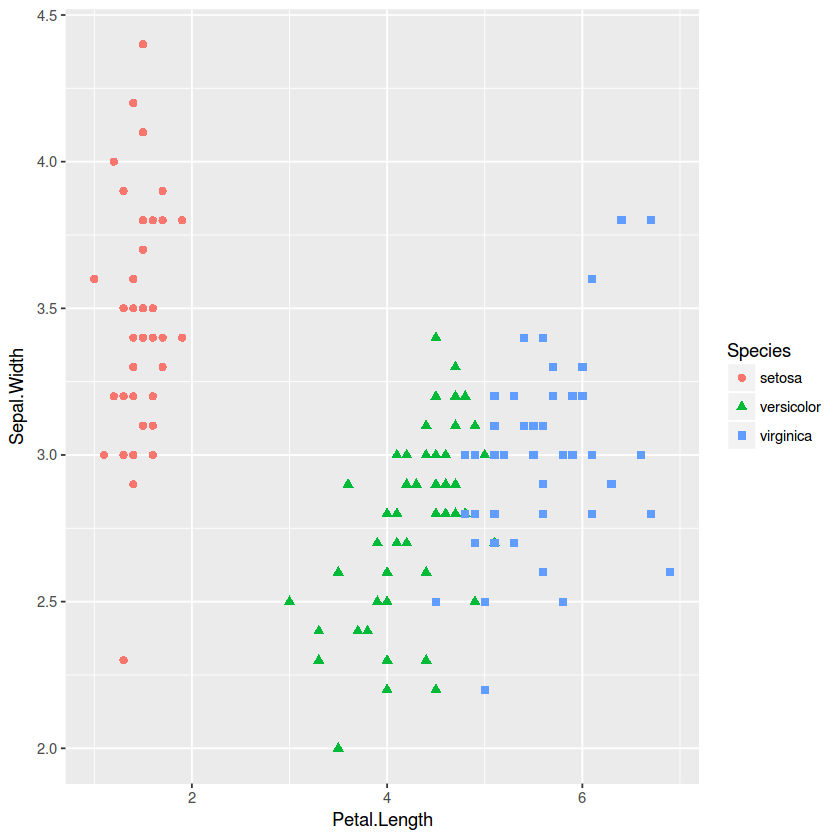 4.5
4.0
3.5
3.0
2.5
2.0
Sepal.Width
2 4 6
Petal.Length
Species
setosa
versicolor
virginica